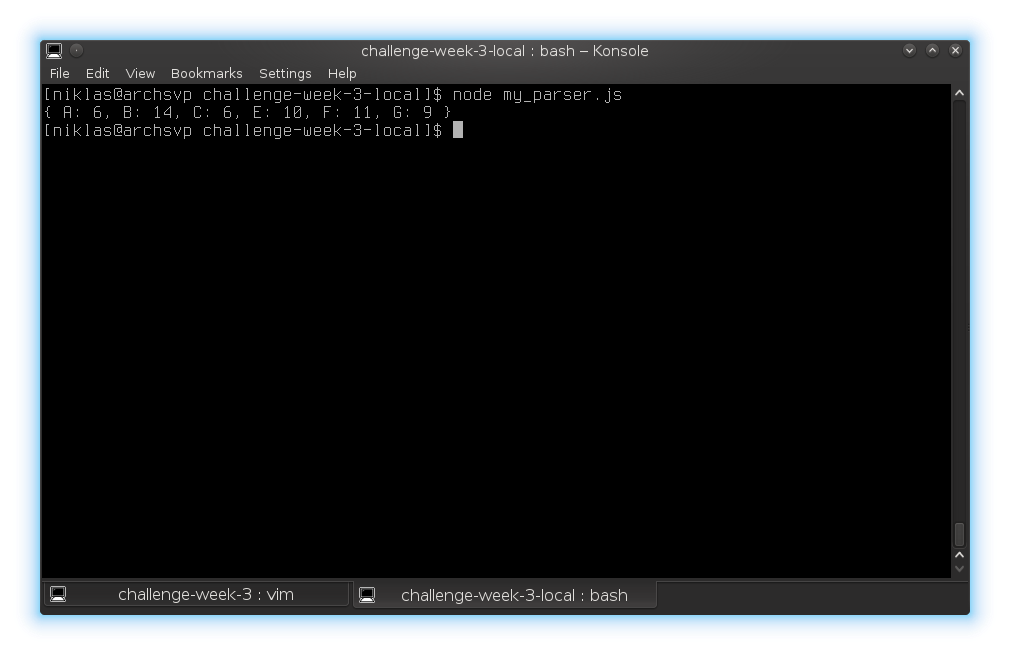 challenge-week-3-local : bash – Konsole
File Edit View Bookmarks Settings Help
[niklas@archsvp challenge-week-3-local]$ node my_parser.js
{ A: 6, B: 14, C: 6, E: 10, F: 11, G: 9 }
[niklas@archsvp challenge-week-3-local]$
challenge-week-3 : vim
challenge-week-3-local : bash